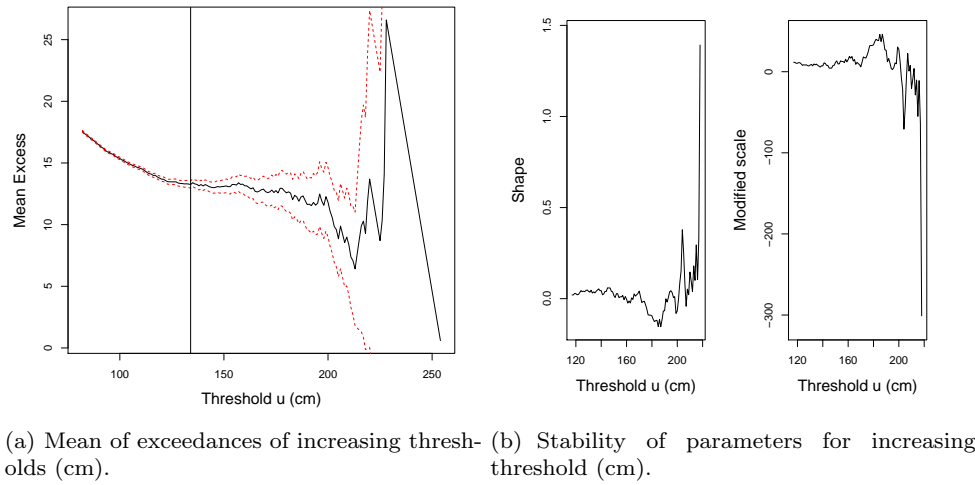 Mean Excess
0
5
10
15
20
25
100
150
200
250
Threshold u (cm)
Shape
0.0
0.5
1.0
1.5
120
160
200
Threshold u (cm)
Modified scale
−300
−200
−100
0
120
160
200
Threshold u (cm)
(a) Mean of exceedances of increasing thresh-
olds (cm).
(b) Stability of parameters for increasing
threshold (cm).